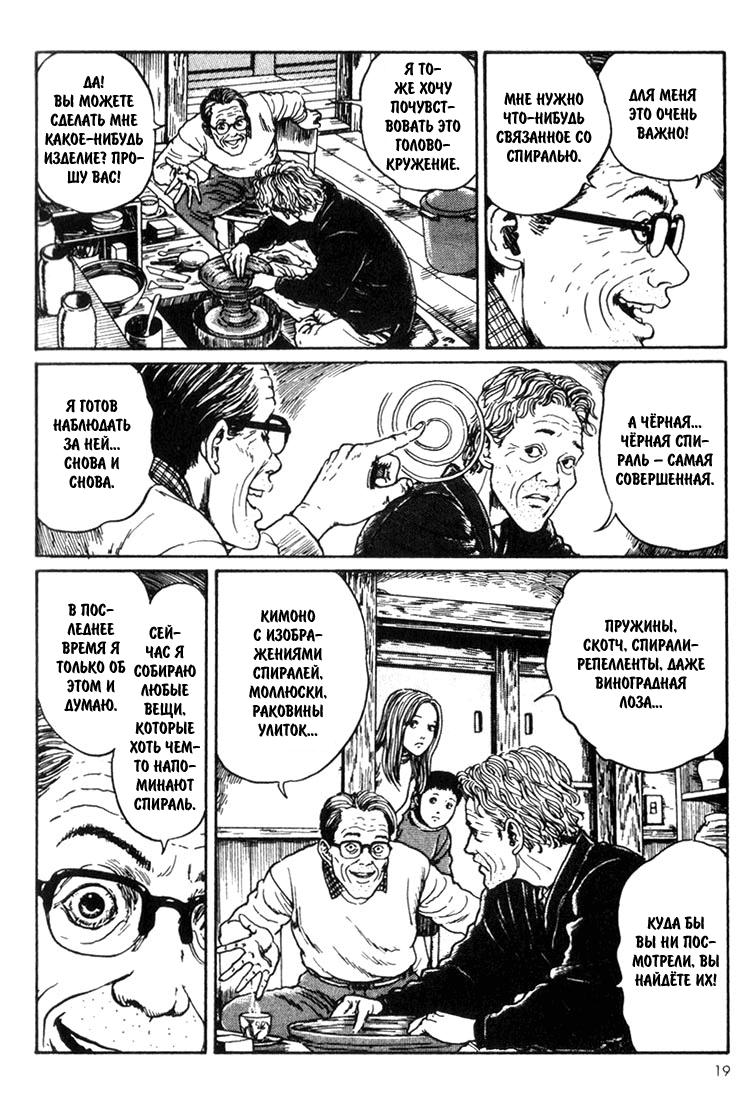 ДА!
ВЫ МОЖЕТЕ
СДЕЛАТЬ МНЕ
КАКОЕ-НИБУДЬ
ИЗДЕЛИЕ? ПРО-
ШУ ВАС!
Я ТО-
ЖЕ ХОЧУ
ПОЧУВСТ-
ВОВАТЬ ЭТО
ГОЛОВО-
КРУЖЕНИЕ.
МНЕ НУЖНО
ЧТО-НИБУДЬ
СВЯЗАННОЕ СО
СПИРАЛЬЮ.
ДЛЯ МЕНЯ
ЭТО ОЧЕНЬ
ВАЖНО!
Я ГОТОВ
НАБЛЮДАТЬ
ЗА НЕЙ...
СНОВА И
СНОВА.
А ЧЁРНАЯ...
ЧЁРНАЯ СПИ-
РАЛЬ – САМАЯ
СОВЕРШЕННАЯ.
В ПОС-
ЛЕДНЕЕ
ВРЕМЯ Я
ТОЛЬКО ОБ
ЭТОМ И
ДУМАЮ.
СЕЙ-
ЧАС Я
СОБИРАЮ
ЛЮБЫЕ
ВЕЩИ,
КОТОРЫЕ
ХОТЬ ЧЕМ-
ТО НАПО-
МИНАЮТ
СПИРАЛЬ.
КИМОНО
С ИЗОБРА-
ЖЕНИЯМИ
СПИРАЛЕЙ,
МОЛЛЮСКИ,
РАКОВИНЫ
УЛИТОК...
ПРУЖИНЫ,
СКОТЧ, СПИРАЛИ-
РЕПЕЛЛЕНТЫ, ДАЖЕ
ВИНОГРАДНАЯ
ЛОЗА...
КУДА БЫ
ВЫ НИ ПОС-
МОТРЕЛИ, ВЫ
НАЙДЁТЕ ИХ!
19